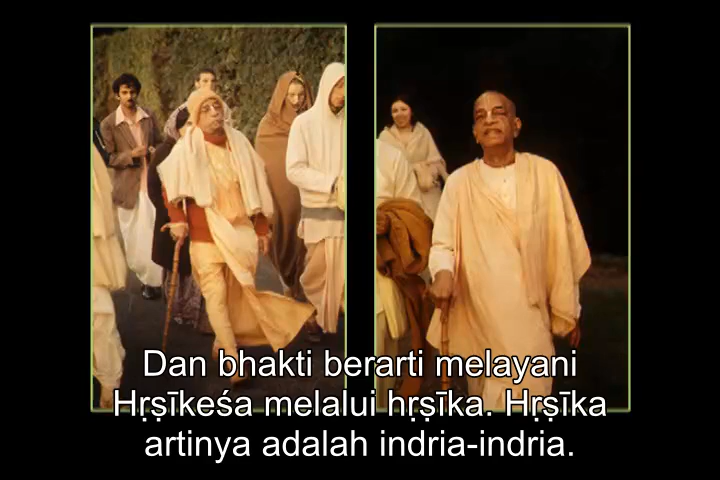 Dan bhakti berarti melayani
Hṛṣīkeśa melalui hṛṣīka. Hṛṣīka
artinya adalah indria-indria.